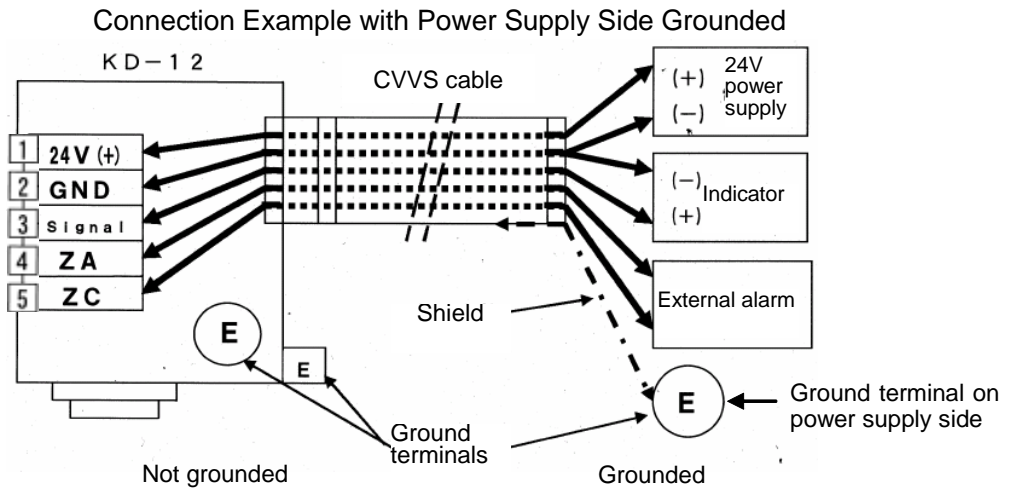 Connection Example with Power Supply Side Grounded
KD-12
CVVS cable
24V
power
supply
(+)
(-)
1 24V (+)
2 GND
3 Signal
4 ZA
5 ZC
(-)
Indicator
(+)
External alarm
Shield
E
E
E
Ground terminal on
power supply side
Ground
terminals
Not grounded
Grounded